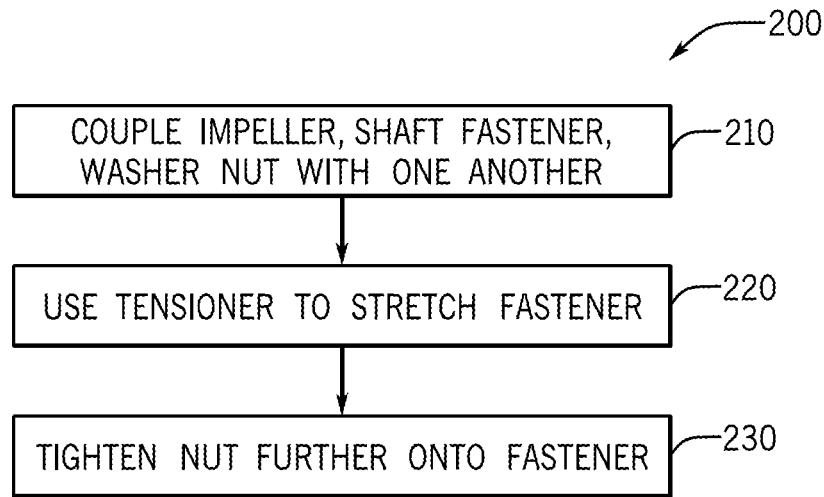 200
COUPLE IMPELLER, SHAFT FASTENER,
WASHER NUT WITH ONE ANOTHER
210
USE TENSIONER TO STRETCH FASTENER
220
TIGHTEN NUT FURTHER ONTO FASTENER
230